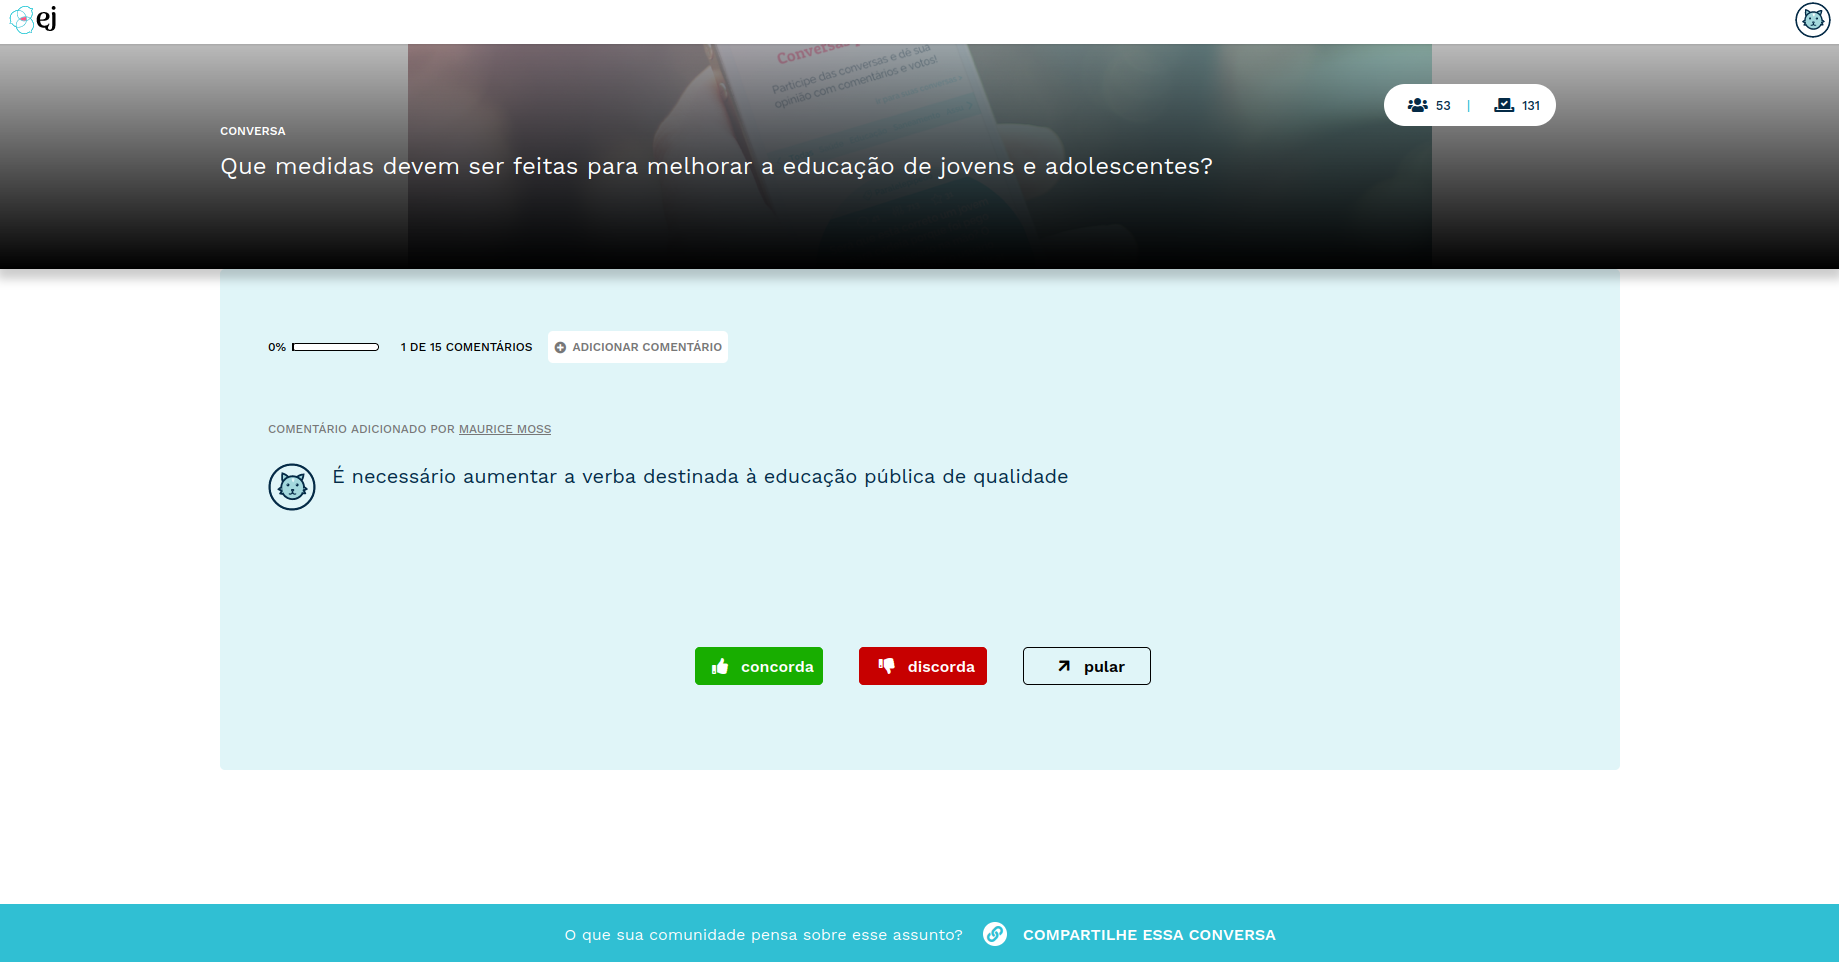 ej
Conversa
Participe das conversas e dê sua
opinião com comentários e votos!
53 | 131
CONVERSA
Que medidas devem ser feitas para melhorar a educação de jovens e adolescentes?
0% 1 DE 15 COMENTÁRIOS ADICIONAR COMENTÁRIO
COMENTÁRIO ADICIONADO POR MAURICE MOSS
É necessário aumentar a verba destinada à educação pública de qualidade
concorda discorda pular
O que sua comunidade pensa sobre esse assunto? COMPARTILHE ESSA CONVERSA